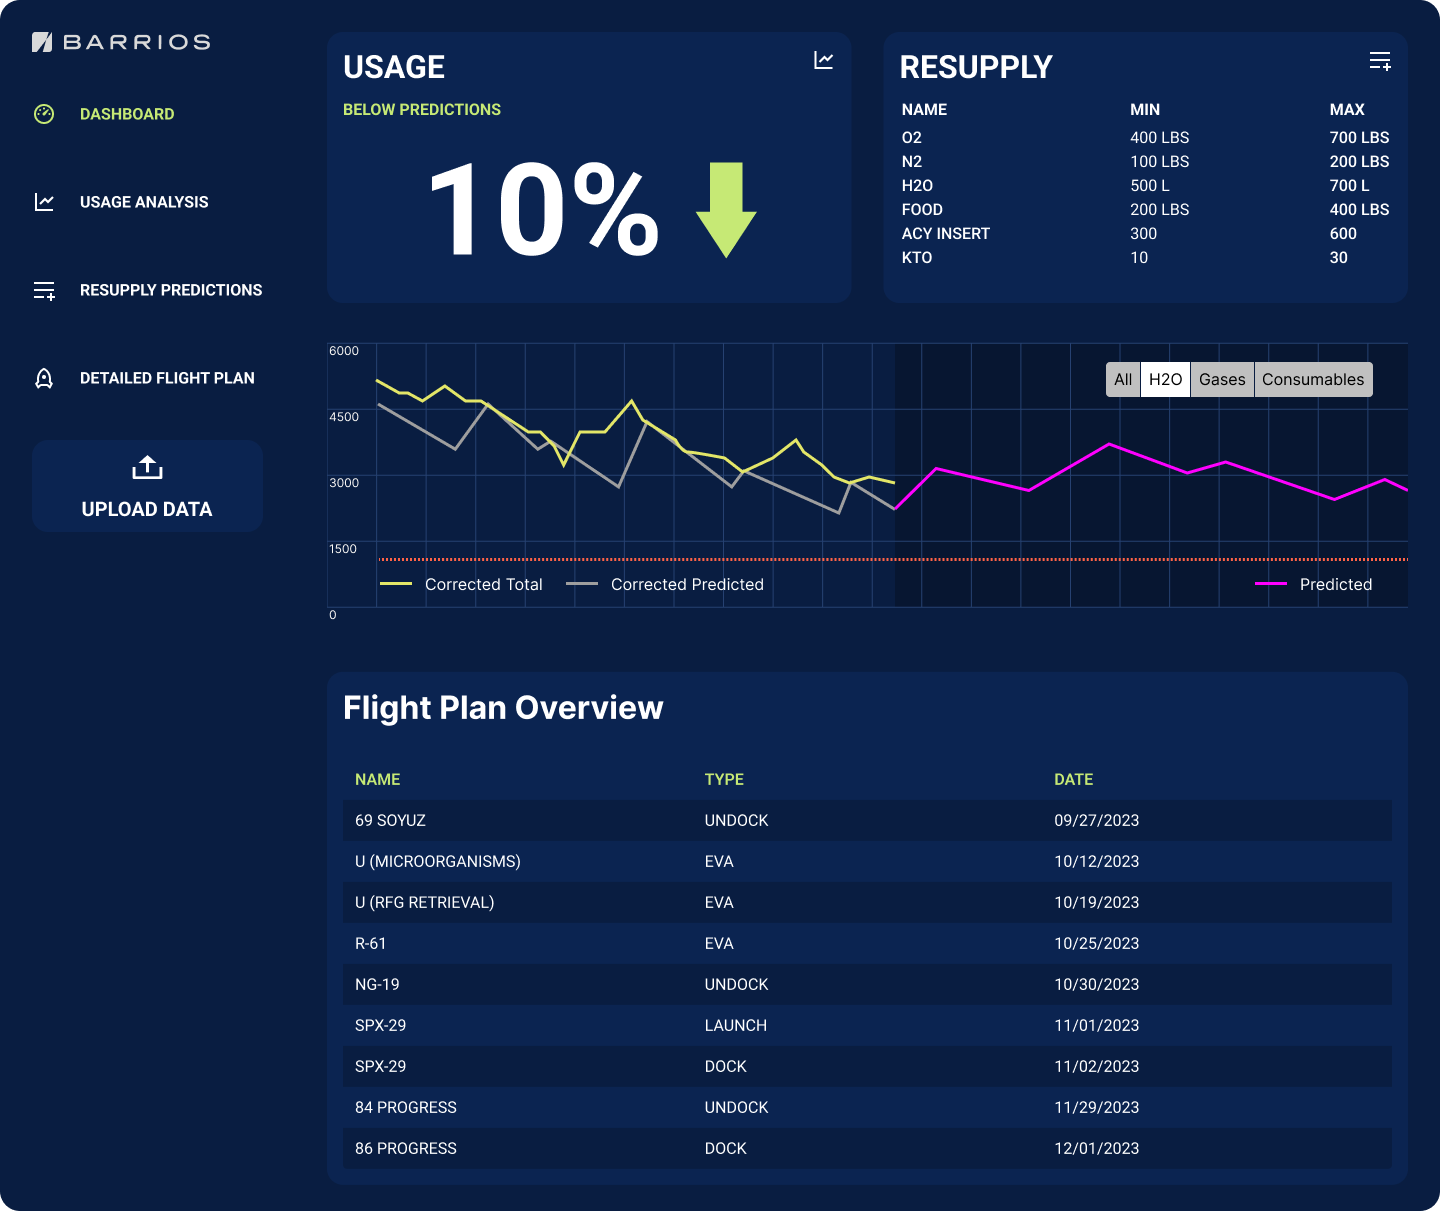 BARRIOS
DASHBOARD
USAGE ANALYSIS
RESUPPLY PREDICTIONS
DETAILED FLIGHT PLAN
UPLOAD DATA
USAGE
BELOW PREDICTIONS
10%
RESUPPLY
NAME MIN MAX
O2 400 LBS 700 LBS
N2 100 LBS 200 LBS
H2O 500 L 700 L
FOOD 200 LBS 400 LBS
ACY INSERT 300 600
KTO 10 30
6000
4500
3000
1500
0
All H2O Gases Consumables
Corrected Total Corrected Predicted Predicted
Flight Plan Overview
NAME TYPE DATE
69 SOYUZ UNDOCK 09/27/2023
U (MICROORGANISMS) EVA 10/12/2023
U (RFG RETRIEVAL) EVA 10/19/2023
R-61 EVA 10/25/2023
NG-19 UNDOCK 10/30/2023
SPX-29 LAUNCH 11/01/2023
SPX-29 DOCK 11/02/2023
84 PROGRESS UNDOCK 11/29/2023
86 PROGRESS DOCK 12/01/2023